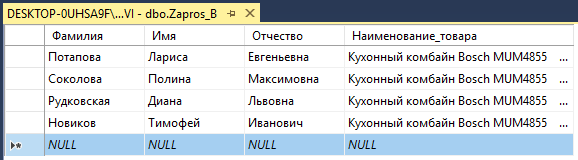 DESKTOP-0UHSA9F\...VI - dbo.Zapros_B
Фамилия Имя Отчество Наименование_товара
Потапова Лариса Евгеньевна Кухонный комбайн Bosch MUM4855 ...
Соколова Полина Максимовна Кухонный комбайн Bosch MUM4855 ...
Рудковская Диана Львовна Кухонный комбайн Bosch MUM4855 ...
Новиков Тимофей Иванович Кухонный комбайн Bosch MUM4855 ...
NULL NULL NULL NULL